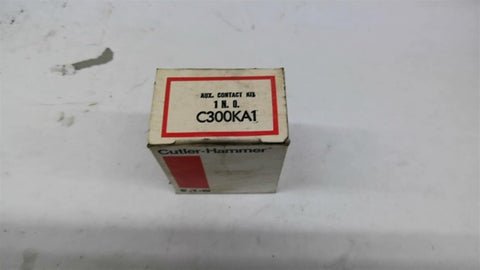 AUX. CONTACT KIT
1 N. O.
C300KA1
Cutler-Hammer